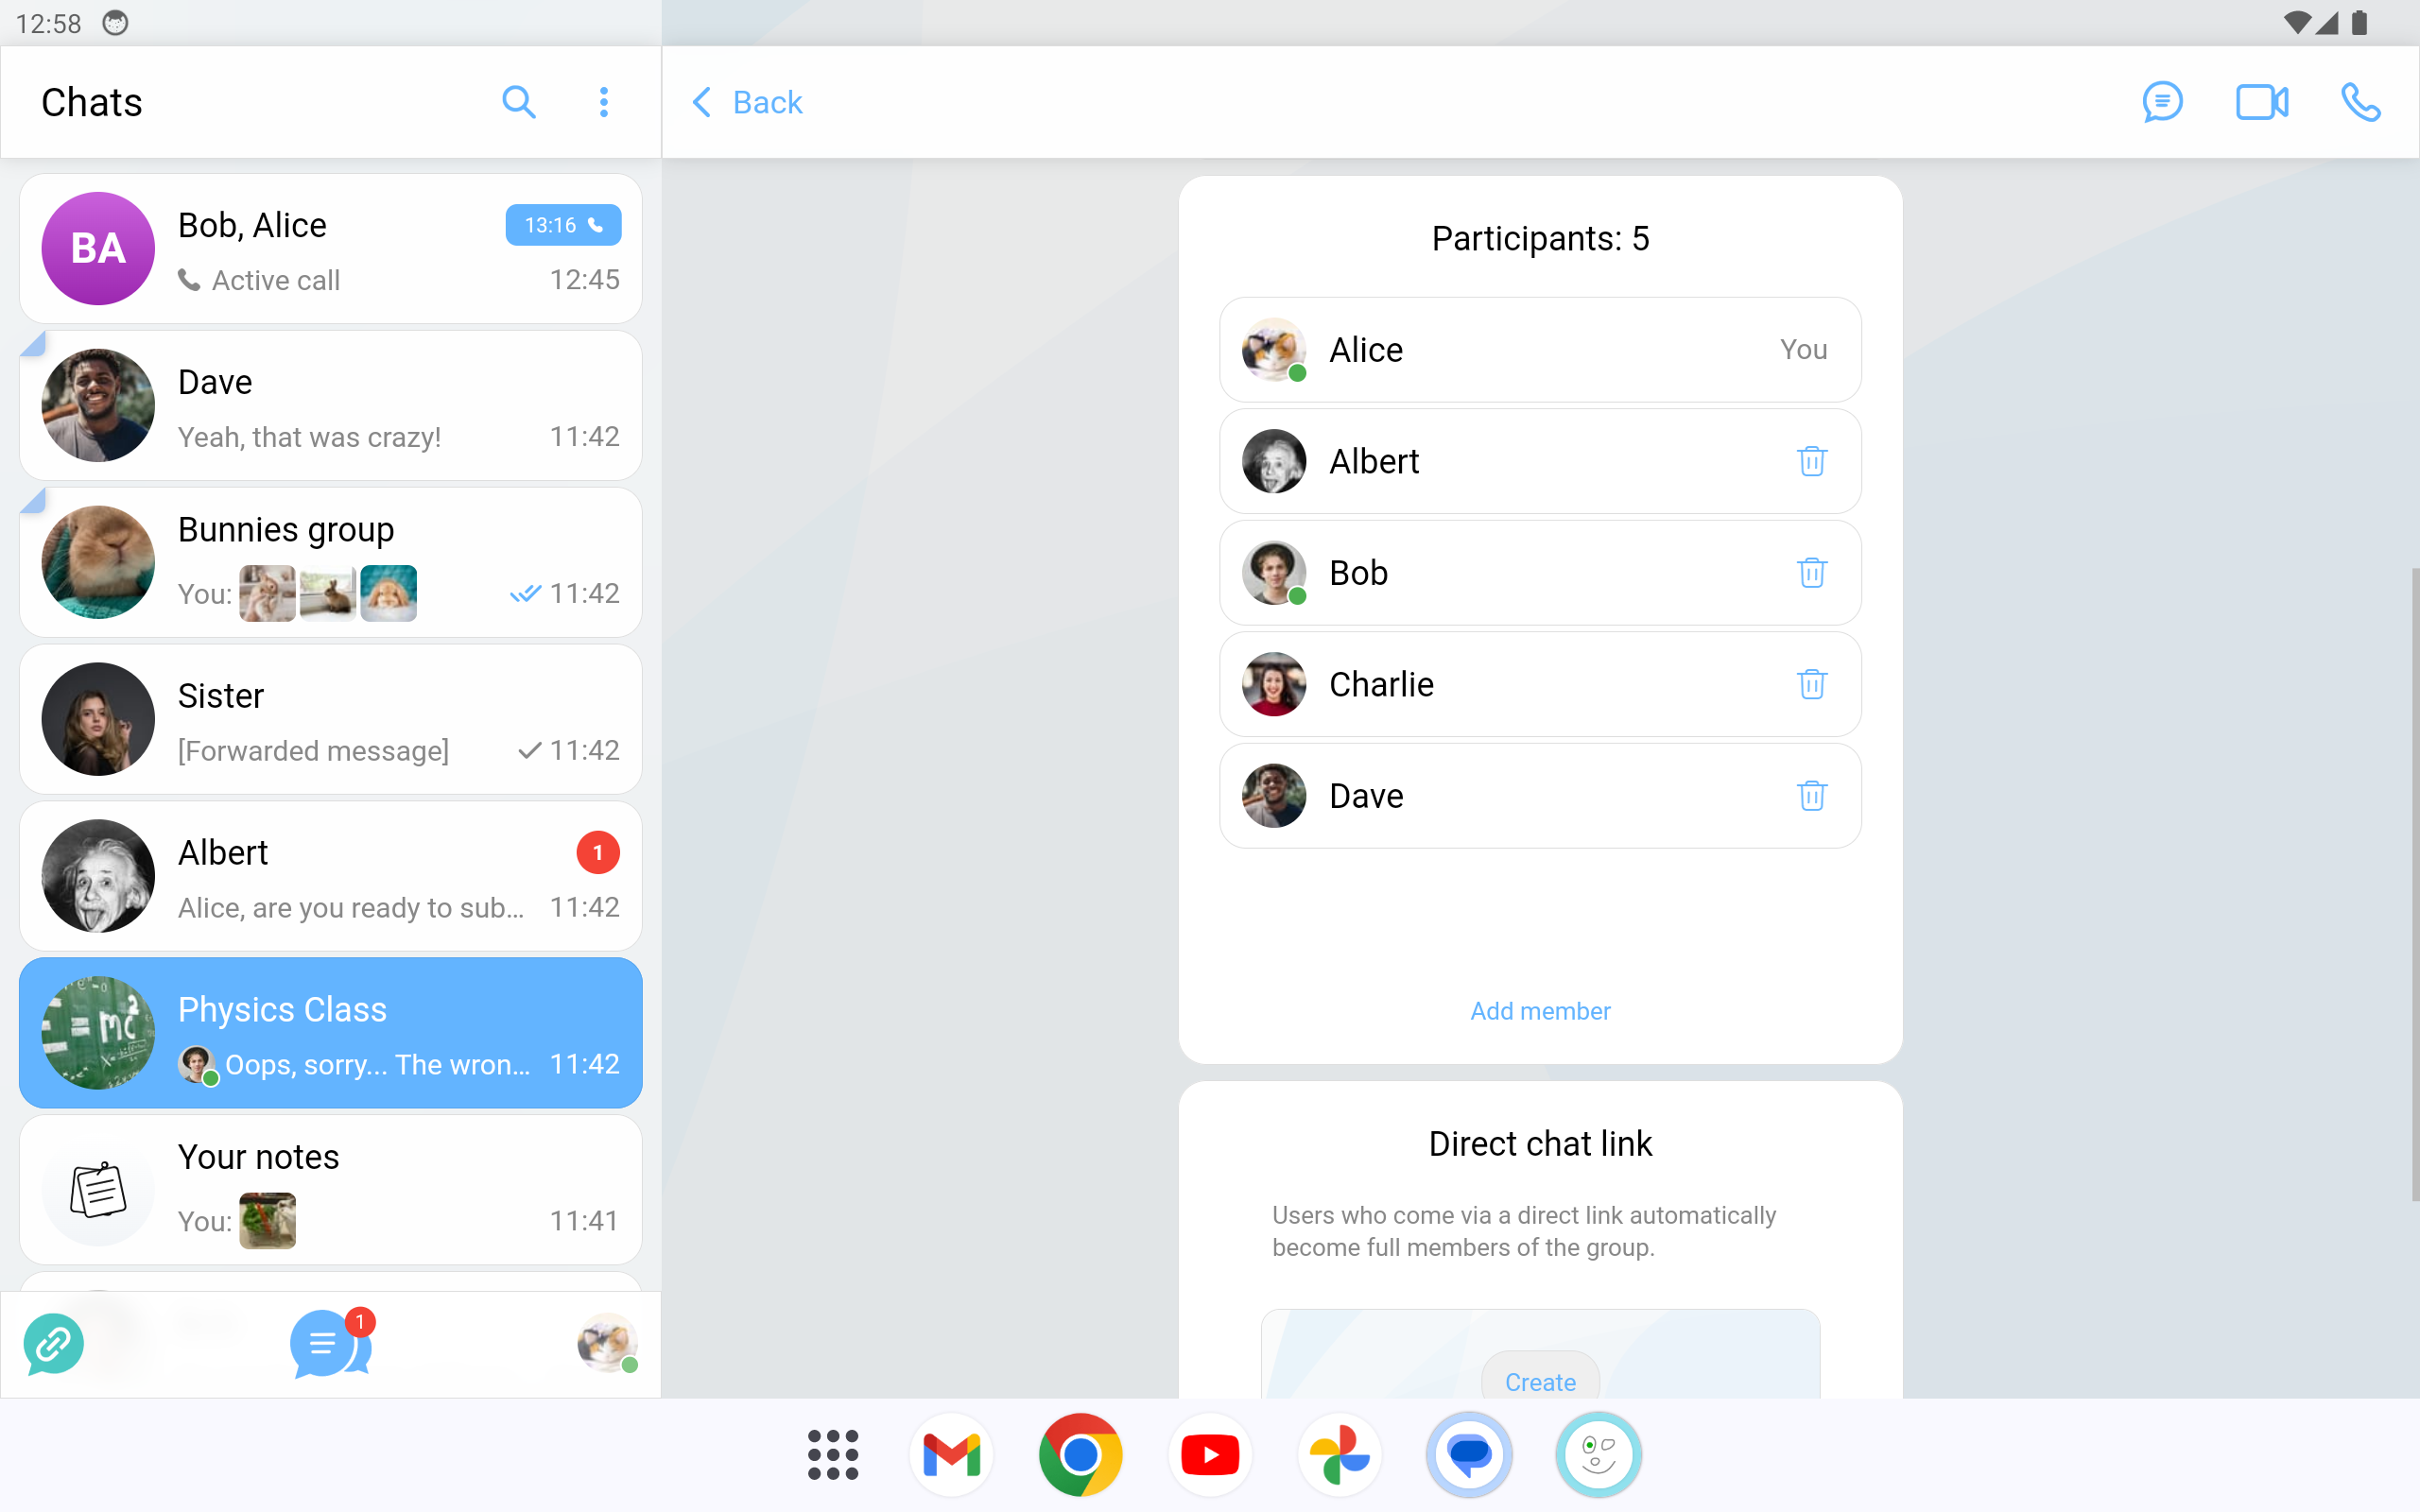 12:58
Chats
Back
BA
Bob, Alice
13:16
Active call
12:45
Dave
Yeah, that was crazy!
11:42
Bunnies group
You:
11:42
Sister
[Forwarded message]
11:42
Albert
1
Alice, are you ready to sub...
11:42
Physics Class
Oops, sorry... The wron...
11:42
Your notes
You:
11:41
1
Participants: 5
Alice
You
Albert
Bob
Charlie
Dave
Add member
Direct chat link
Users who come via a direct link automatically
become full members of the group.
Create